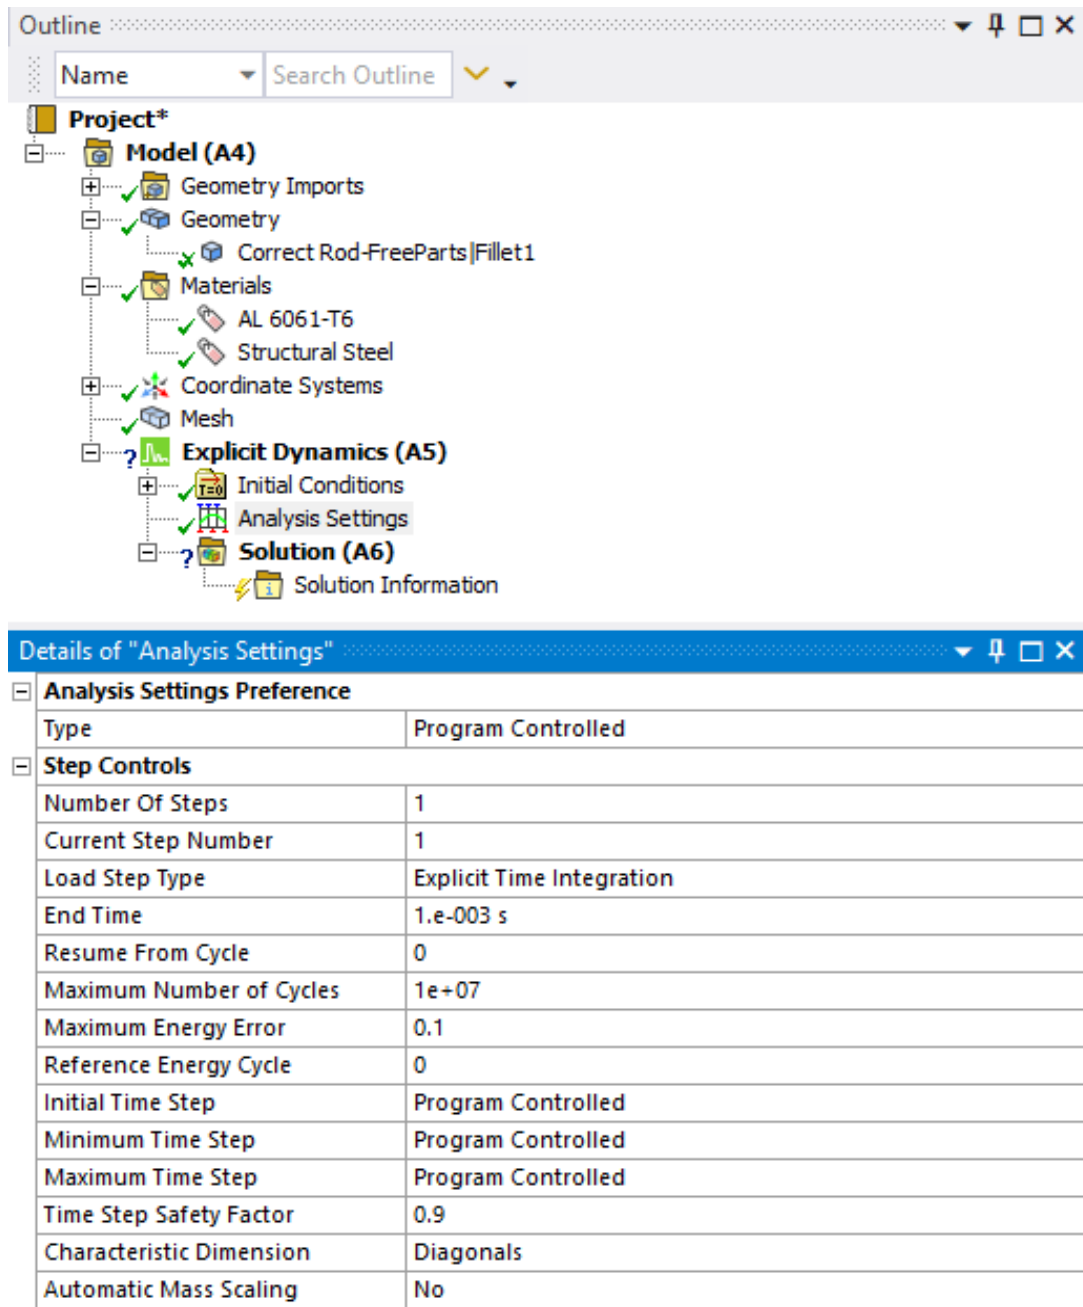 Outline
Name Search Outline
Project*
Model (A4)
Geometry Imports
Geometry
Correct Rod-FreeParts|Fillet1
Materials
AL 6061-T6
Structural Steel
Coordinate Systems
Mesh
Explicit Dynamics (A5)
T=0 Initial Conditions
Analysis Settings
Solution (A6)
Solution Information
Details of "Analysis Settings"
Analysis Settings Preference
Type Program Controlled
Step Controls
Number Of Steps 1
Current Step Number 1
Load Step Type Explicit Time Integration
End Time 1.e-003 s
Resume From Cycle 0
Maximum Number of Cycles 1e+07
Maximum Energy Error 0.1
Reference Energy Cycle 0
Initial Time Step Program Controlled
Minimum Time Step Program Controlled
Maximum Time Step Program Controlled
Time Step Safety Factor 0.9
Characteristic Dimension Diagonals
Automatic Mass Scaling No